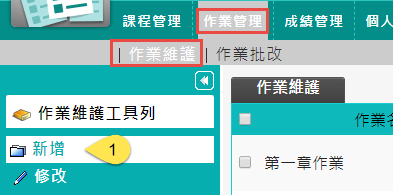 課程管理 作業管理 成績管理 個人
| 作業維護 | 作業批改
作業維護工具列
新增 1
修改
作業維護
作業名
第一章作業